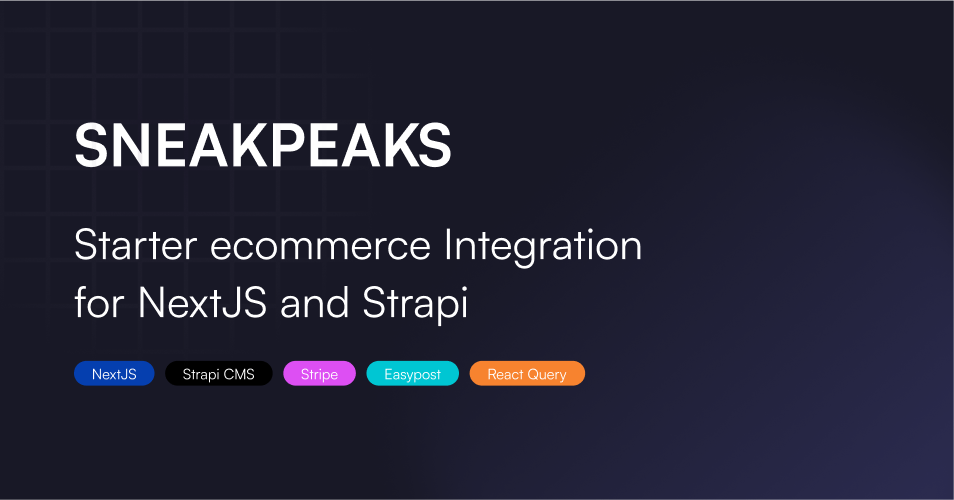 SNEAKPEAKS
Starter ecommerce Integration
for NextJS and Strapi
NextJS Strapi CMS Stripe Easypost React Query